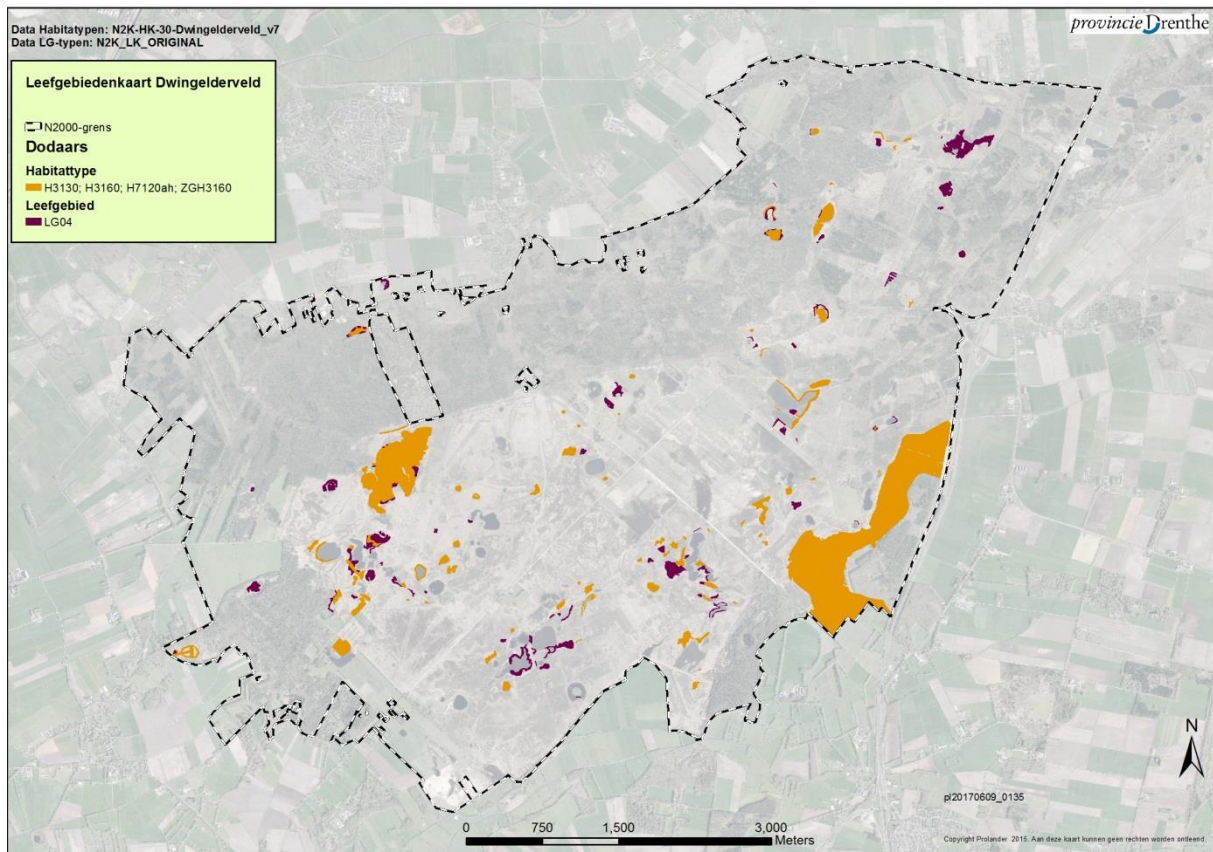 Data Habitatypen: N2K-HK-30-Dwingelderveld_v7
Data LG-typen: N2K_LK_ORIGINAL
provincie Drenthe
Leefgebiedenkaart Dwingelderveld
N2000-grens
Dodaars
Habitattype
H3130; H3160; H7120ah; ZGH3160
Leefgebied
LG04
N
pl20170609_0135
0 750 1,500 3,000
Meters
Copyright Prolander 2015. Aan deze kaart kunnen geen rechten worden ontleend.